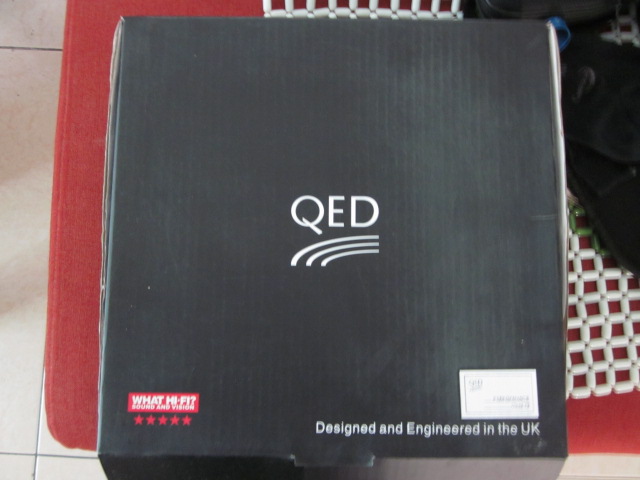 QED
WHAT HI-FI?
SOUND AND VISION
Designed and Engineered in the UK